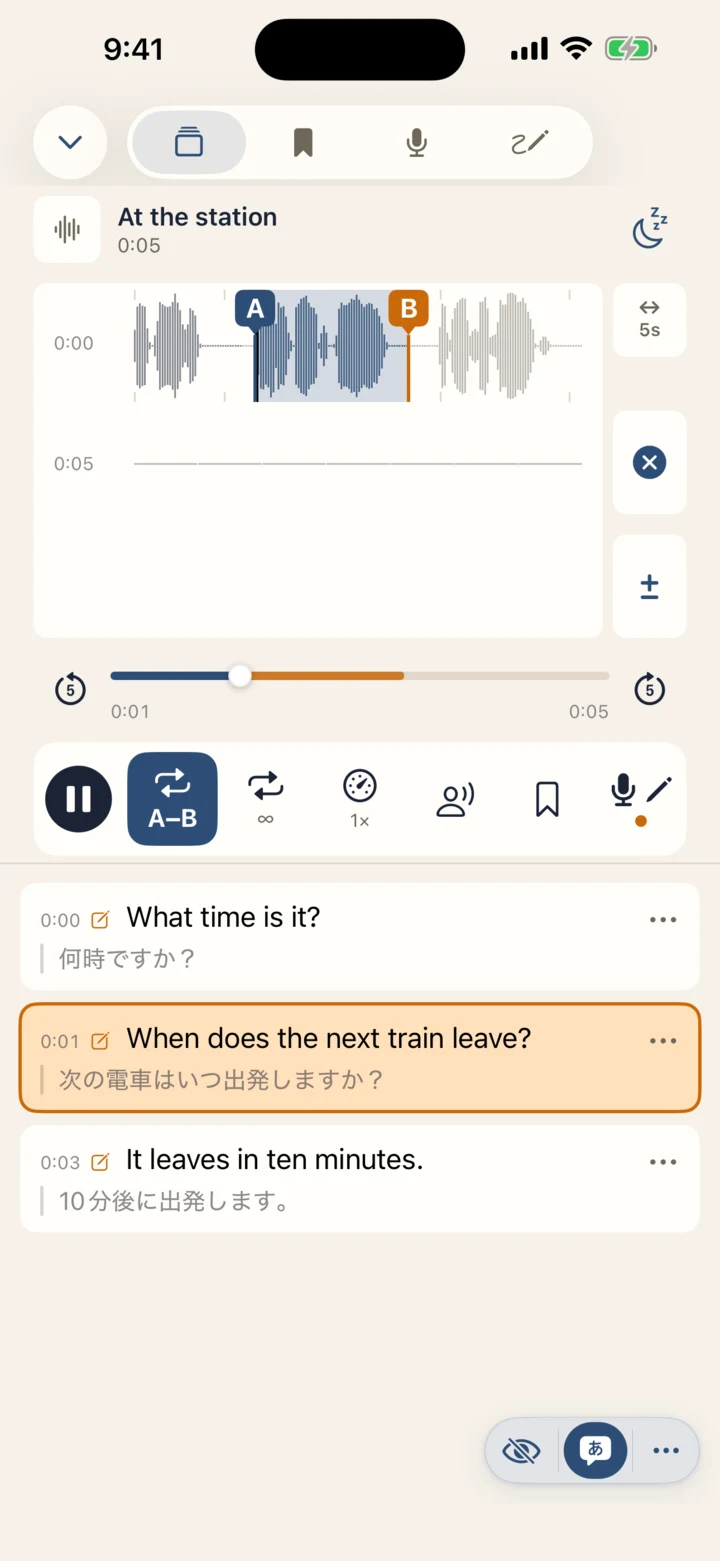 9:41
At the station
0:05
A
B
0:00
5s
0:05
5
5
0:01
0:05
A–B
∞
1×
0:00 What time is it?
何時ですか？
0:01 When does the next train leave?
次の電車はいつ出発しますか？
0:03 It leaves in ten minutes.
10分後に出発します。
あ